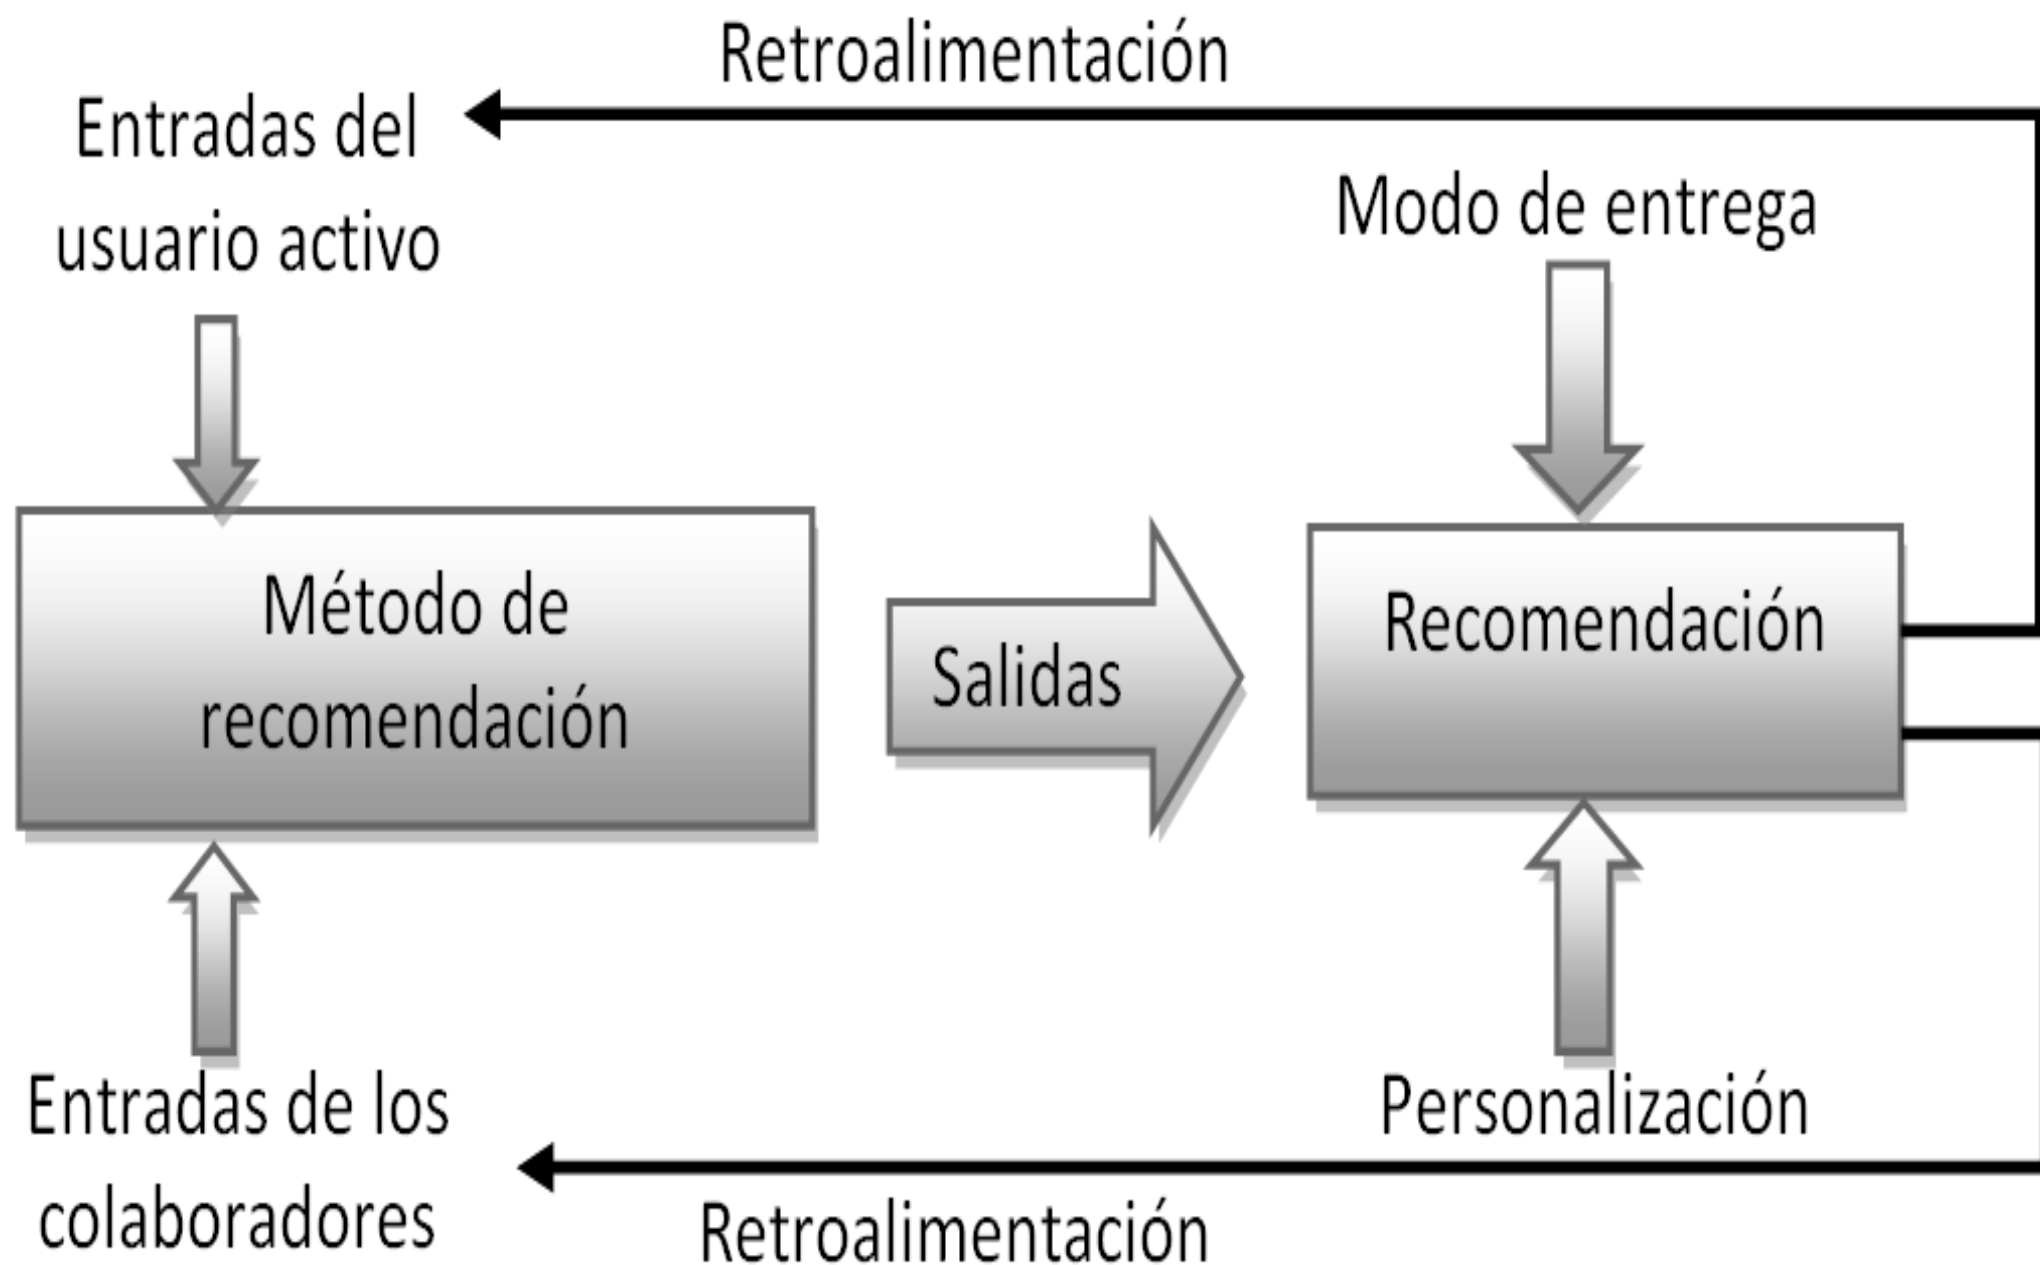 Retroalimentación
Entradas del
usuario activo
Modo de entrega
Método de
recomendación
Salidas
Recomendación
Entradas de los
colaboradores
Personalización
Retroalimentación